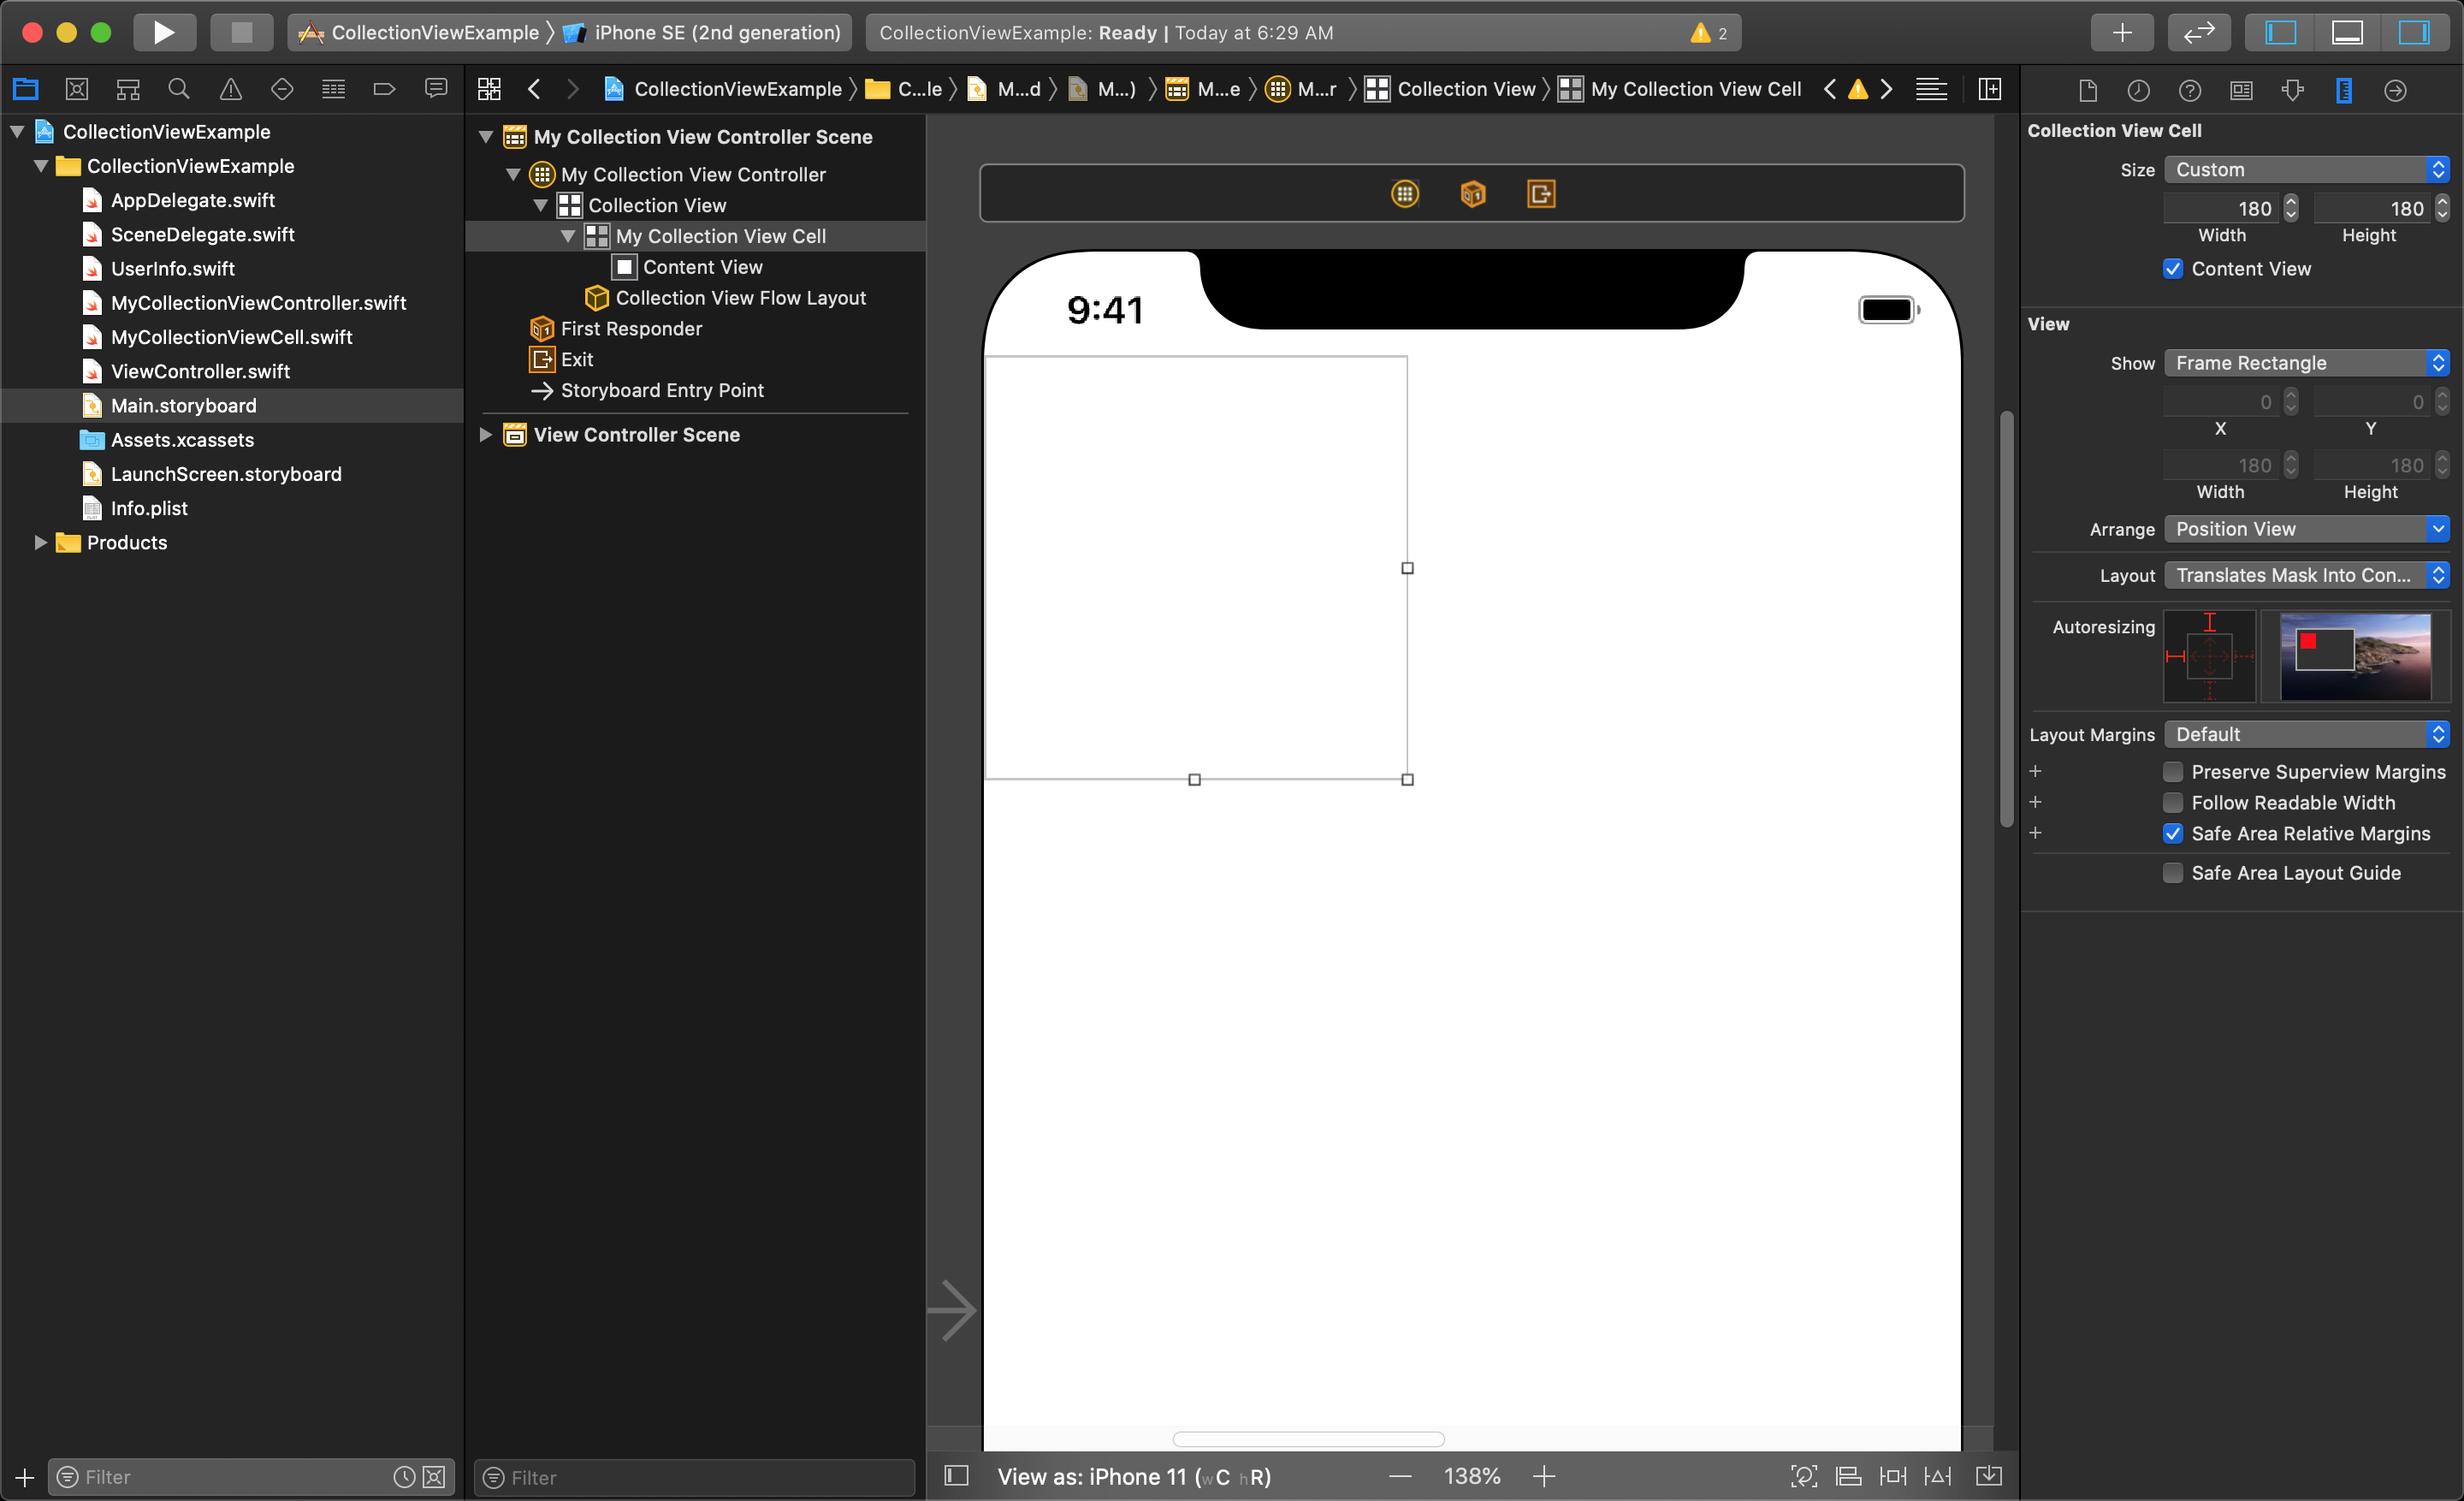 CollectionViewExample 〉 iPhone SE (2nd generation)
CollectionViewExample: Ready | Today at 6:29 AM
2
CollectionViewExample 〉 C...le 〉 M...d 〉 M...) 〉 M...e 〉 M...r 〉 Collection View 〉 My Collection View Cell
CollectionViewExample
CollectionViewExample
AppDelegate.swift
SceneDelegate.swift
UserInfo.swift
MyCollectionViewController.swift
MyCollectionViewCell.swift
ViewController.swift
Main.storyboard
Assets.xcassets
LaunchScreen.storyboard
Info.plist
Products
Filter
My Collection View Controller Scene
My Collection View Controller
Collection View
My Collection View Cell
Content View
Collection View Flow Layout
First Responder
Exit
Storyboard Entry Point
View Controller Scene
Filter
9:41
View as: iPhone 11 (wC hR)
138%
Collection View Cell
Size Custom
180 180
Width Height
Content View
View
Show Frame Rectangle
0 0
X Y
180 180
Width Height
Arrange Position View
Layout Translates Mask Into Con...
Autoresizing
Layout Margins Default
Preserve Superview Margins
Follow Readable Width
Safe Area Relative Margins
Safe Area Layout Guide